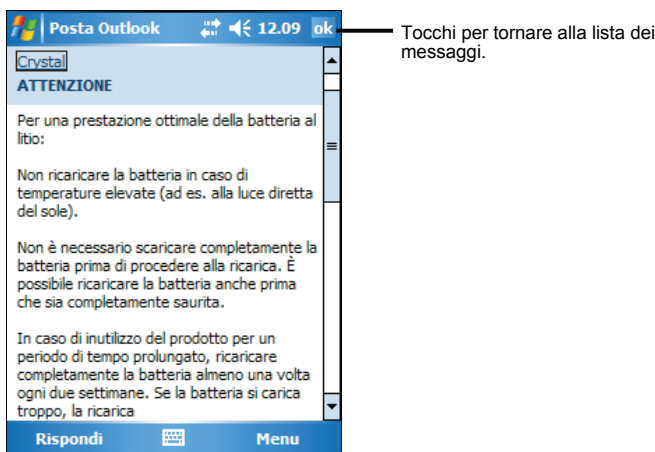 Posta Outlook 12.09 ok
Tocchi per tornare alla lista dei
messaggi.
Crystal
ATTENZIONE
Per una prestazione ottimale della batteria al
litio:
Non ricaricare la batteria in caso di
temperature elevate (ad es. alla luce diretta
del sole).
Non è necessario scaricare completamente la
batteria prima di procedere alla ricarica. È
possibile ricaricare la batteria anche prima
che sia completamente saurita.
In caso di inutilizo del prodotto per un
periodo di tempo prolungato, ricaricare
completamente la batteria almeno una volta
ogni due settimane. Se la batteria si carica
troppo, la ricarica
Rispondi Menu